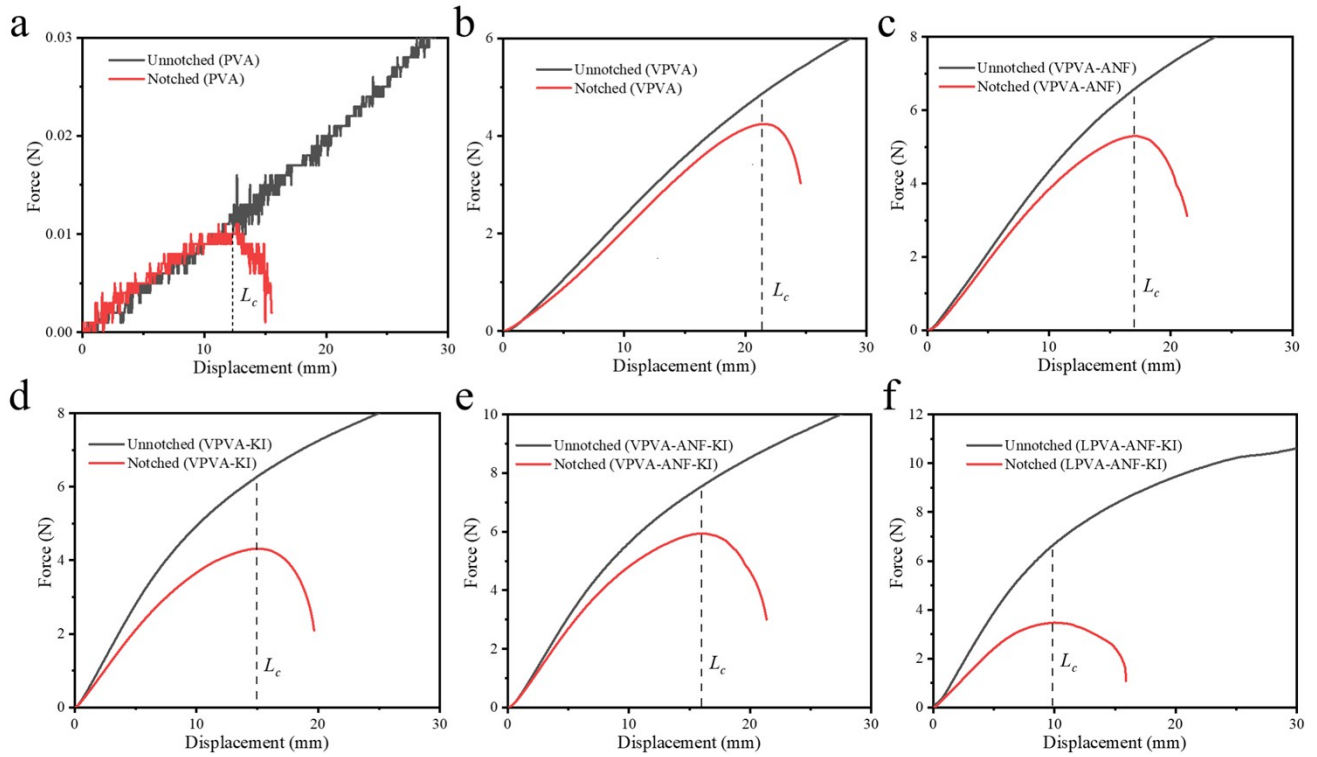 a
0.03
0.02
0.01
0.00
Force (N)
Unnotched (PVA)
Notched (PVA)
L_c
0
10
20
30
Displacement (mm)
b
6
4
2
0
Force (N)
Unnotched (VPVA)
Notched (VPVA)
L_c
0
10
20
30
Displacement (mm)
c
8
6
4
2
0
Force (N)
Unnotched (VPVA-ANF)
Notched (VPVA-ANF)
L_c
0
10
20
30
Displacement (mm)
d
8
6
4
2
0
Force (N)
Unnotched (VPVA-KI)
Notched (VPVA-KI)
L_c
0
10
20
30
Displacement (mm)
e
10
8
6
4
2
0
Force (N)
Unnotched (VPVA-ANF-KI)
Notched (VPVA-ANF-KI)
L_c
0
10
20
30
Displacement (mm)
f
12
10
8
6
4
2
0
Force (N)
Unnotched (LPVA-ANF-KI)
Notched (LPVA-ANF-KI)
L_c
0
10
20
30
Displacement (mm)